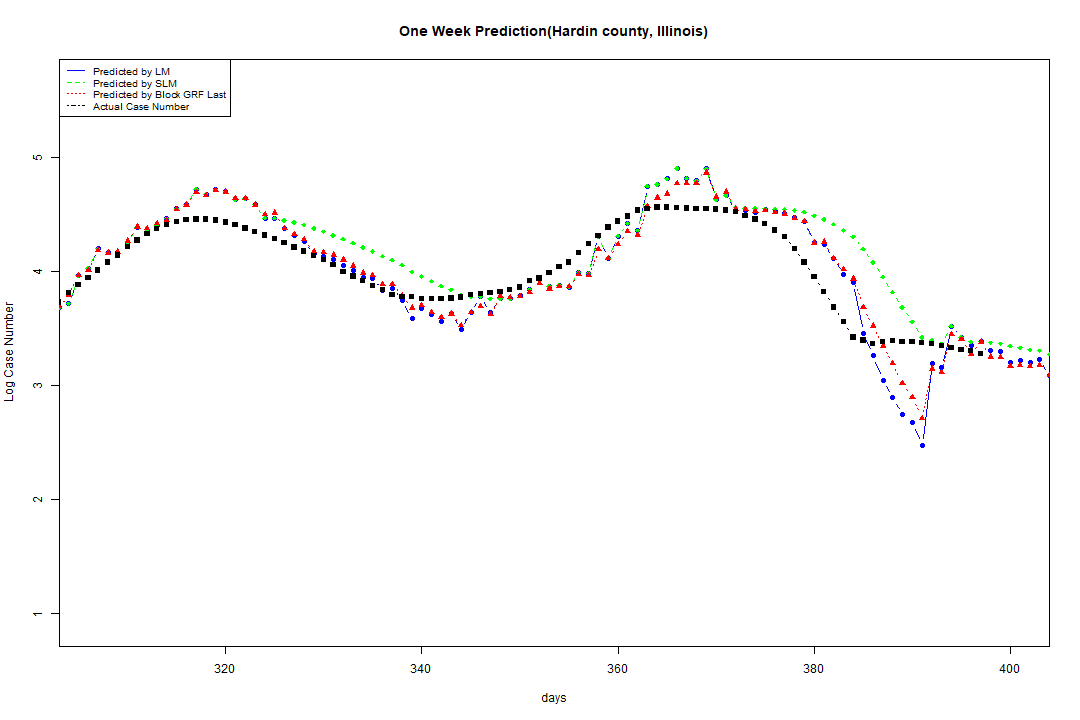 One Week Prediction(Hardin county, Illinois)
Predicted by LM
Predicted by SLM
Predicted by Block GRF Last
Actual Case Number
5
4
3
2
1
Log Case Number
320 340 360 380 400
days